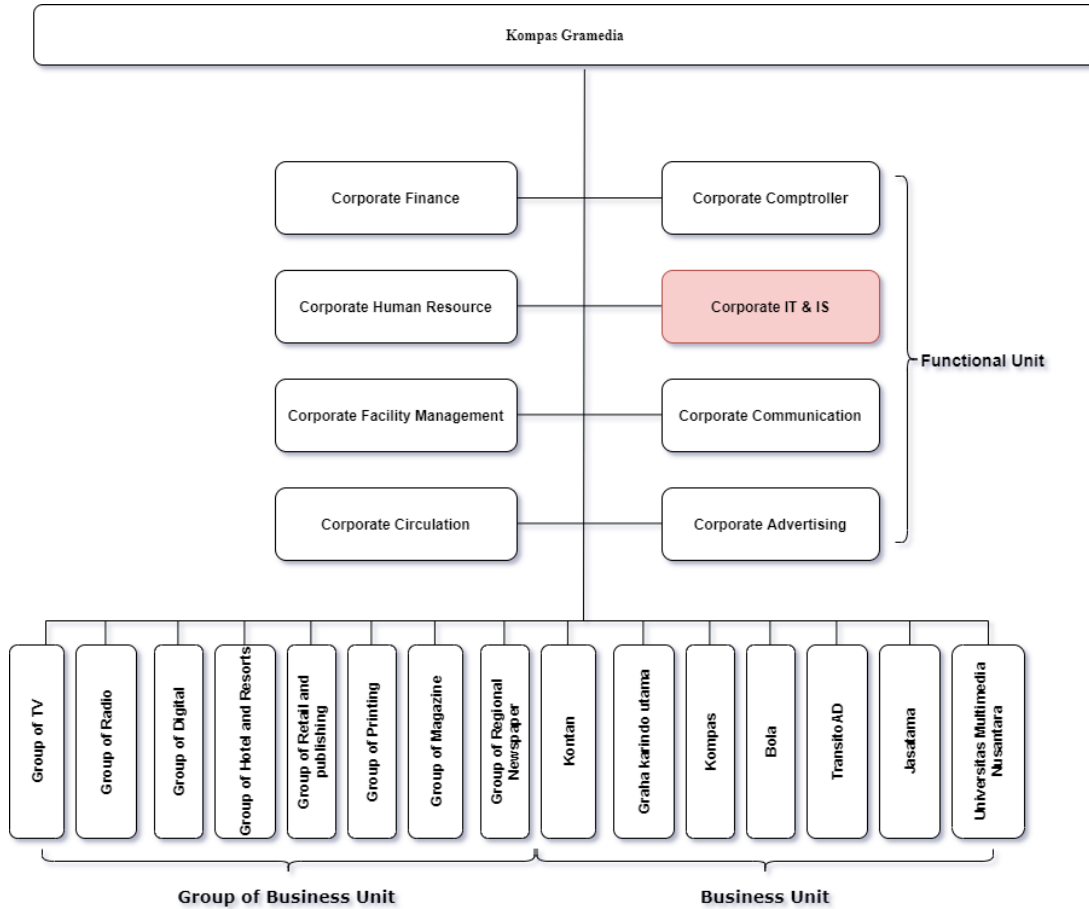 Kompas Gramedia
Corporate Finance
Corporate Comptroller
Corporate Human Resource
Corporate IT & IS
Functional Unit
Corporate Facility Management
Corporate Communication
Corporate Circulation
Corporate Advertising
Group of TV
Group of Radio
Group of Digital
Group of Hotel and Resorts
Group of Retail and
publishing
Group of Printing
Group of Magazine
Group of Regional
Newspaper
Kontan
Graha karindo utama
Kompas
Bola
Transito AD
Jasatama
Universitas Multimedia
Nusantara
Group of Business Unit
Business Unit